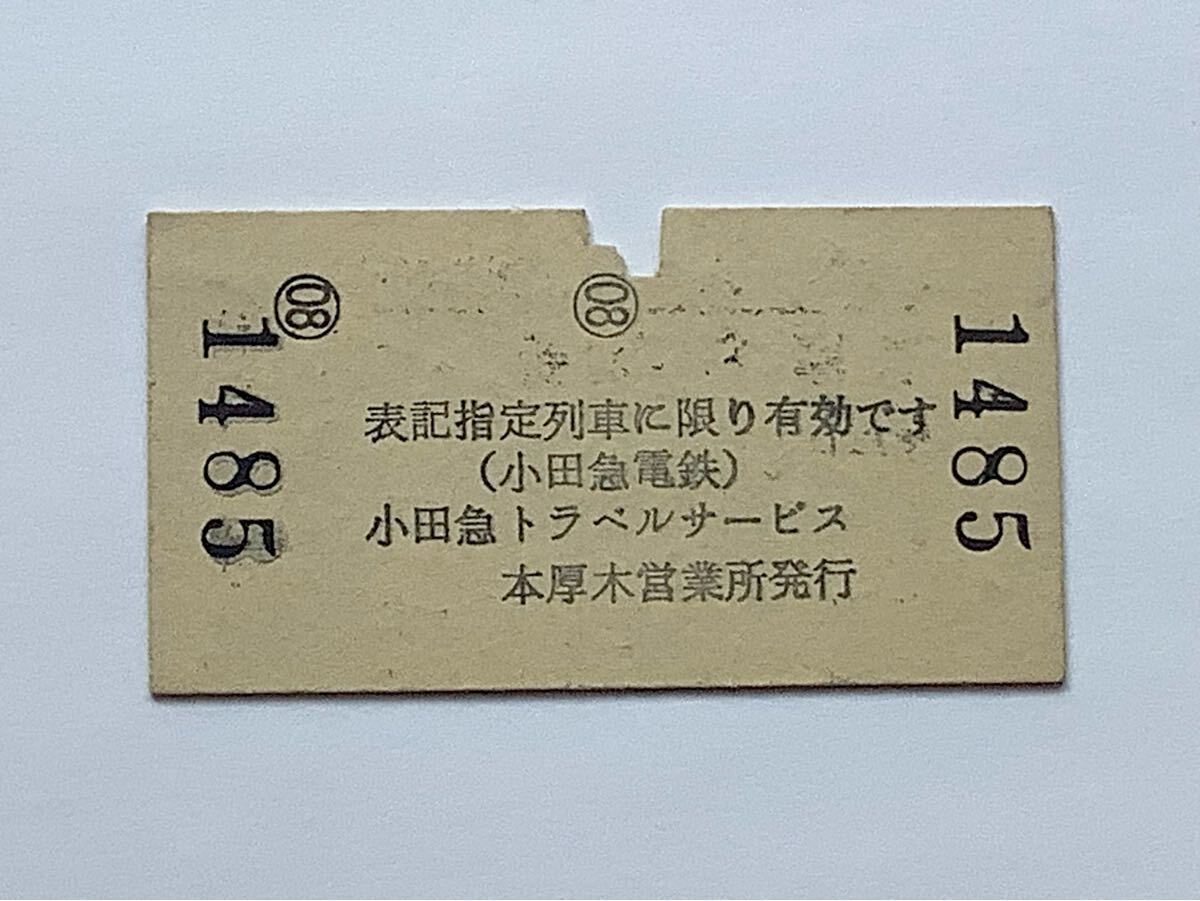 08
08
1485
表記指定列車に限り有効です
(小田急電鉄)
小田急トラベルサービス
本厚木営業所発行
1485